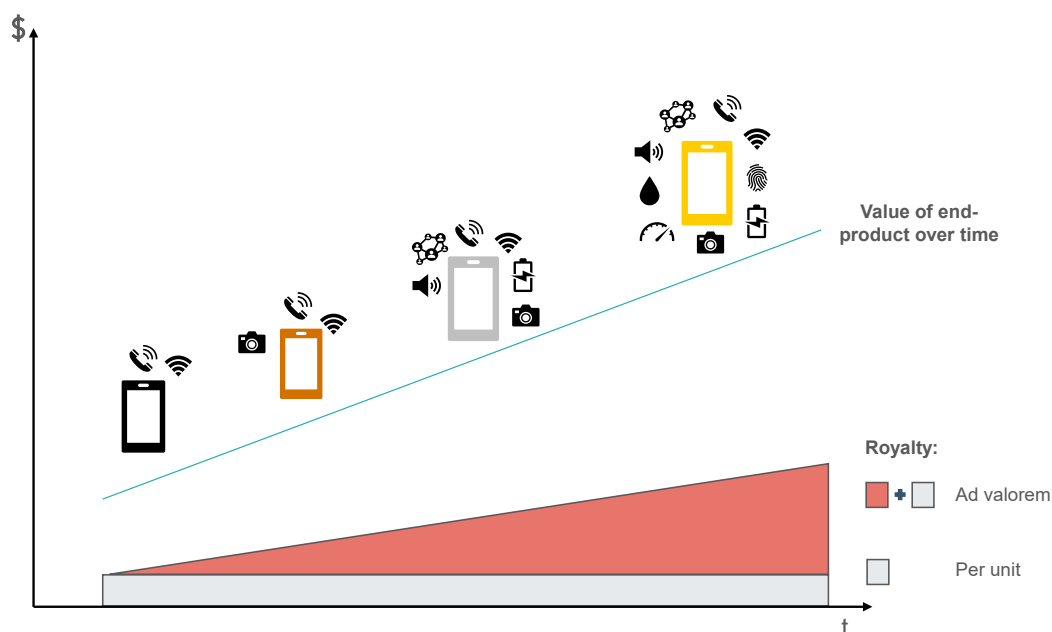 $
Value of end-
product over time
Royalty:
Ad valorem
Per unit
t